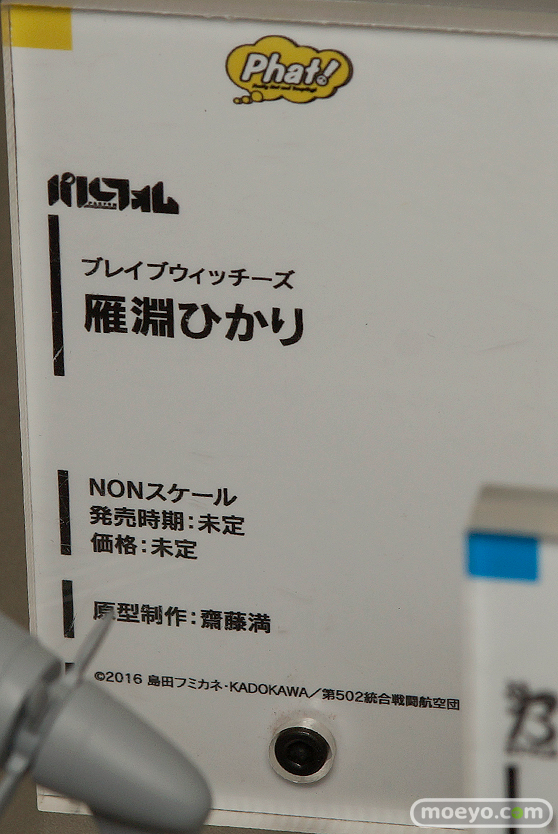 Phat!
パルフォム
ブレイブウィッチーズ
雁淵ひかり
NONスケール
発売時期：未定
価格：未定
原型制作：齋藤満
©2016 島田フミカネ・KADOKAWA／第502統合戦闘航空団
moeyo.com